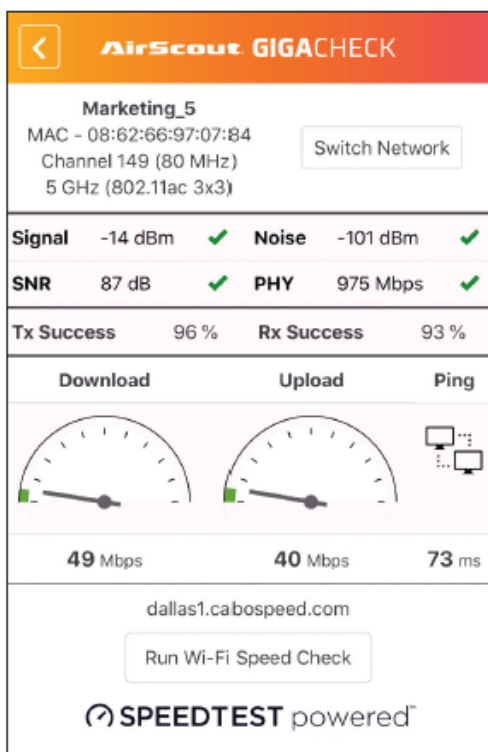 AirScout GIGACHECK
Marketing_5
MAC - 08:62:66:97:07:84
Channel 149 (80 MHz)
5 GHz (802.11ac 3x3)
Switch Network
Signal -14 dBm ✔ Noise -101 dBm ✔
SNR 87 dB ✔ PHY 975 Mbps ✔
Tx Success 96 % Rx Success 93 %
Download Upload Ping
49 Mbps 40 Mbps 73 ms
dallas1.cabospeed.com
Run Wi-Fi Speed Check
SPEEDTEST powered™